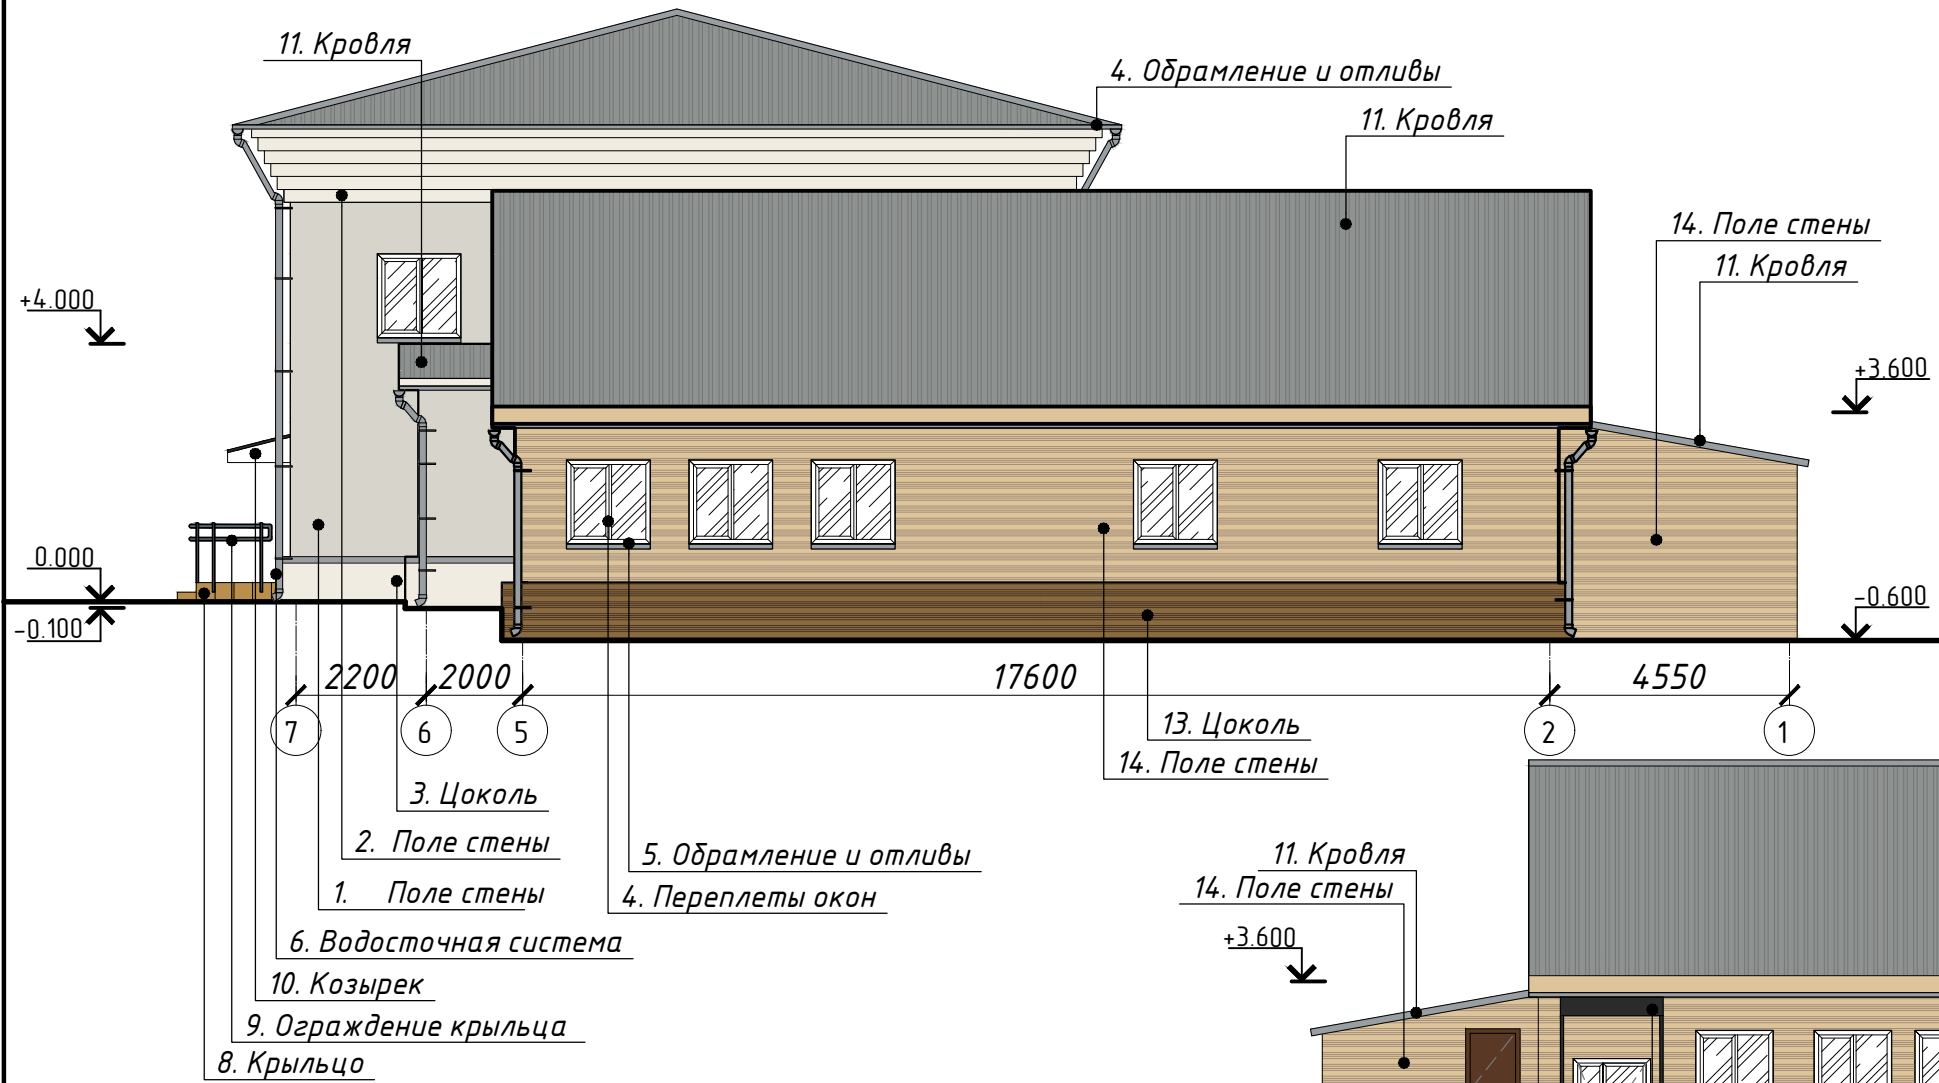 11. Кровля
4. Обрамление и отливы
11. Кровля
14. Поле стены
11. Кровля
+4.000
+3.600
0.000
-0.100
-0.600
2200
2000
17600
4550
7
6
5
2
1
13. Цоколь
14. Поле стены
3. Цоколь
2. Поле стены
5. Обрамление и отливы
1. Поле стены
4. Переплеты окон
6. Водосточная система
10. Козырек
9. Ограждение крыльца
8. Крыльцо
11. Кровля
14. Поле стены
+3.600